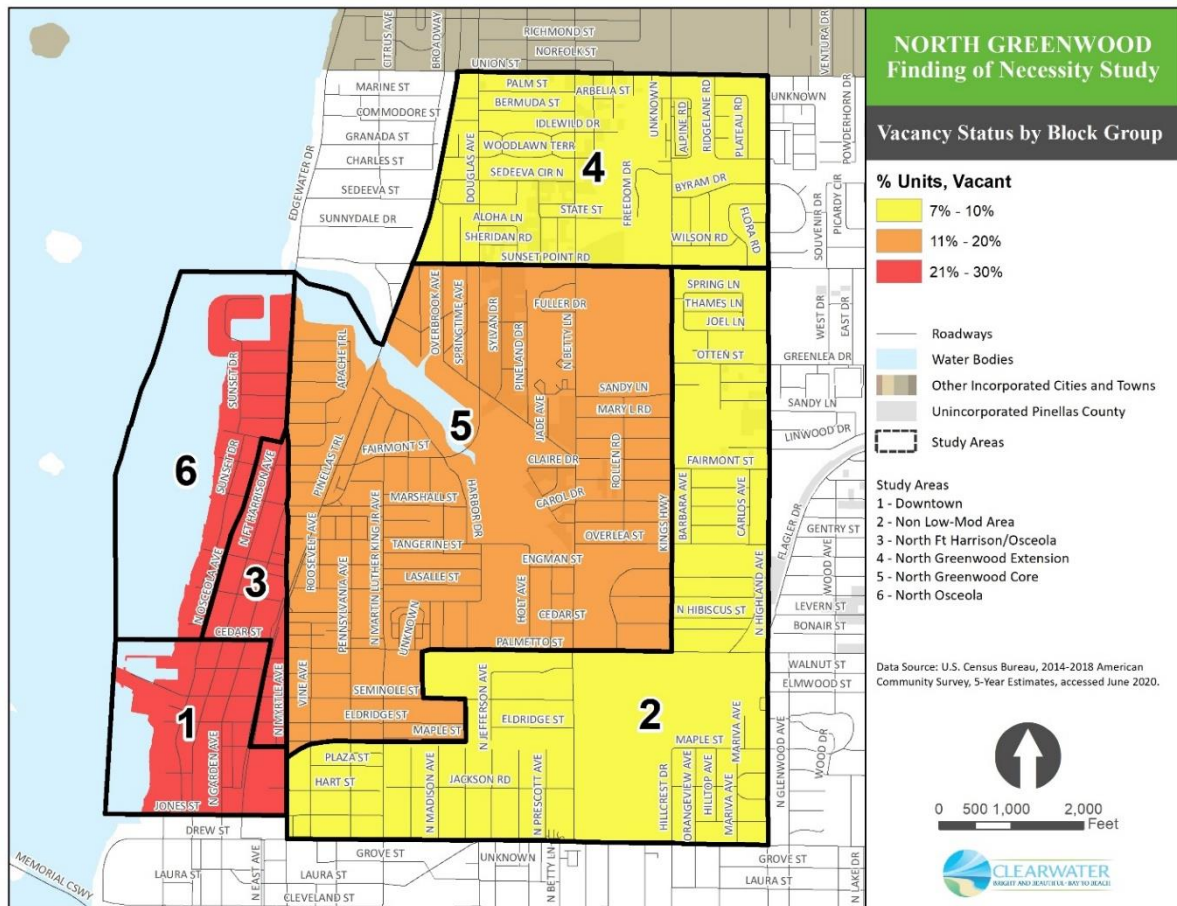 NORTH GREENWOOD
Finding of Necessity Study
Vacancy Status by Block Group
% Units, Vacant
7% - 10%
11% - 20%
21% - 30%
Roadways
Water Bodies
Other Incorporated Cities and Towns
Unincorporated Pinellas County
Study Areas
Study Areas
1 - Downtown
2 - Non Low-Mod Area
3 - North Ft Harrison/Osceola
4 - North Greenwood Extension
5 - North Greenwood Core
6 - North Osceola
Data Source: U.S. Census Bureau, 2014-2018 American
Community Survey, 5-Year Estimates, accessed June 2020.
0 500 1,000 2,000
Feet
CLEARWATER
BRIGHT AND BEAUTIFUL · BAY TO BEACH
CITRUS AVE
BROADWAY
RICHMOND ST
NORFOLK ST
UNION ST
VENTURA DR
MARINE ST
COMMODORE ST
GRANADA ST
CHARLES ST
SEDEEVA ST
SUNNYDALE DR
EDGEWATER DR
PALM ST
ARBELIA ST
BERMUDA ST
IDLEWILD DR
WOODLAWN TERR
SEDEEVA CIR N
DOUGLAS AVE
4
STATE ST
ALOHA LN
SHERIDAN RD
SUNSET POINT RD
UNKNOWN
ALPINE RD
RIDGELANE RD
PLATEAU RD
FREEDOM DR
BYRAM DR
WILSON RD
FLORA RD
UNKNOWN
POWDERHORN DR
SOUVENIR DR
PICARDY CIR
OVERBROOK AVE
SPRINGTIME AVE
SYLVAN DR
PINELAND DR
FULLER DR
N BETTY LN
SPRING LN
THAMES LN
JOEL LN
OTTEN ST
WEST DR
EAST DR
GREENLEA DR
SANDY LN
LINWOOD DR
SUNSET DR
APACHE TRL
SANDY LN
MARY L RD
JADE AVE
5
6
SUNSET DR
N FT HARRISON AVE
PINELLAS TRL
FAIRMONT ST
CLAIRE DR
ROLLEN RD
CAROL DR
FAIRMONT ST
BARBARA AVE
CARLOS AVE
KINGS HWY
FLAGLER DR
MARSHALL ST
HARBOR DR
OVERLEA ST
GENTRY ST
WOOD AVE
ROOSEVELT AVE
TANGERINE ST
ENGMAN ST
N OSCEOLA AVE
3
PENNSYLVANIA AVE
N MARTIN LUTHER KING JR AVE
LASALLE ST
HOLT AVE
CEDAR ST
N HIBISCUS ST
N HIGHLAND AVE
LEVERN ST
BONAIR ST
CEDAR ST
UNKNOWN
PALMETTO ST
WALNUT ST
ELMWOOD ST
1
N MYRTLE AVE
VINE AVE
SEMINOLE ST
ELDRIDGE ST
MAPLE ST
N JEFFERSON AVE
ELDRIDGE ST
2
MAPLE ST
MARIVA AVE
N GLENWOOD AVE
WOOD DR
N GARDEN AVE
PLAZA ST
HART ST
N MADISON AVE
JACKSON RD
N PRESCOTT AVE
HILLCREST DR
ORANGEVIEW AVE
HILLTOP AVE
MARIVA AVE
JONES ST
DREW ST
N EAST AVE
GROVE ST
UNKNOWN
N BETTY LN
GROVE ST
LAURA ST
LAURA ST
LAURA ST
N LAKE DR
CLEVELAND ST
MEMORIAL CSWY